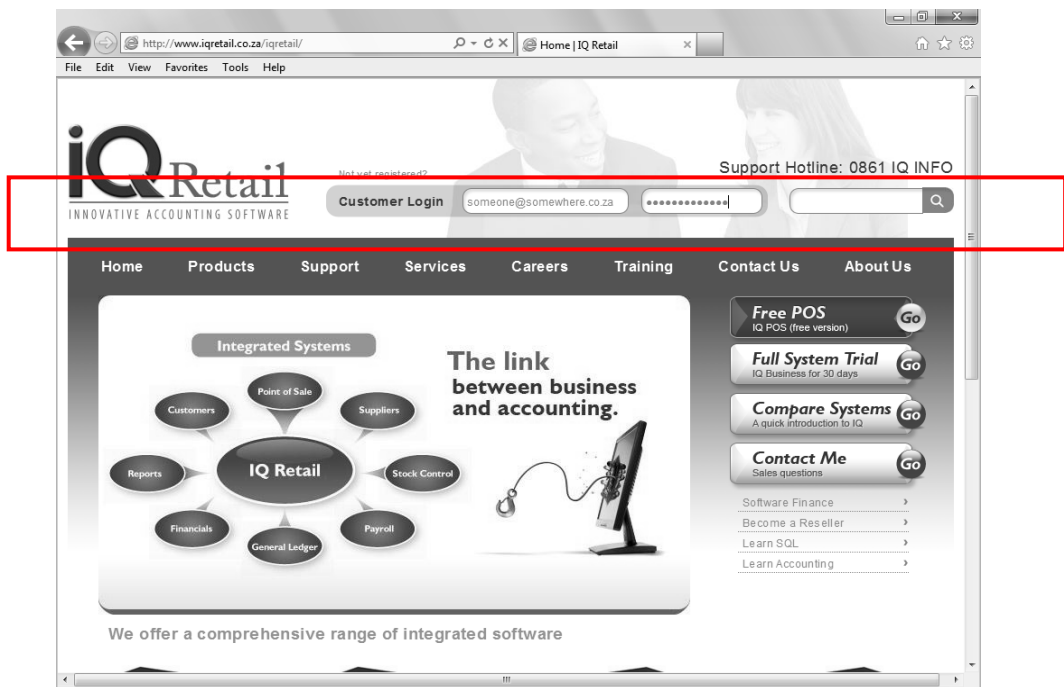 http://www.iqretail.co.za/iqretail/
Home | IQ Retail
File Edit View Favorites Tools Help
iQ Retail
INNOVATIVE ACCOUNTING SOFTWARE
Not yet registered?
Support Hotline: 0861 IQ INFO
Customer Login someone@somewhere.co.za •••••••••••••
Home Products Support Services Careers Training Contact Us About Us
Integrated Systems
Point of Sale
Customers
Suppliers
Reports
IQ Retail
Stock Control
Financials
Payroll
General Ledger
The link
between business
and accounting.
Free POS
IQ POS (free version)
Go
Full System Trial
IQ Business for 30 days
Go
Compare Systems
A quick introduction to IQ
Go
Contact Me
Sales questions
Go
Software Finance
Become a Reseller
Learn SQL
Learn Accounting
We offer a comprehensive range of integrated software